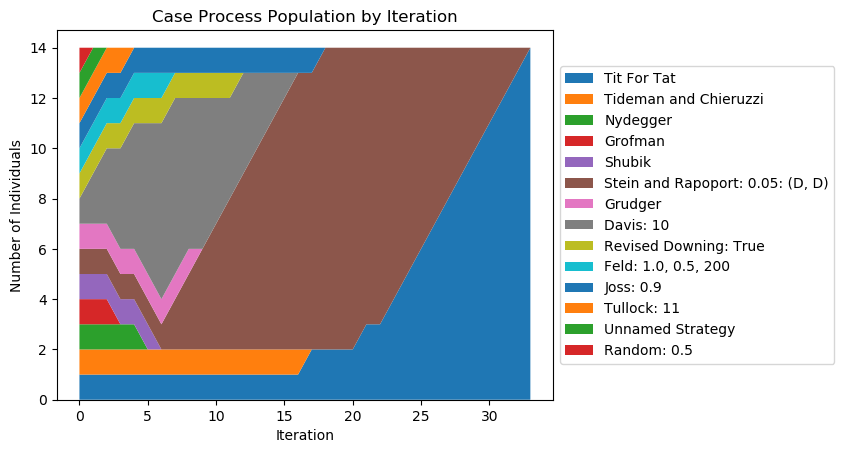 Case Process Population by Iteration
Number of Individuals
14
12
10
8
6
4
2
0
0
5
10
15
20
25
30
Iteration
Tit For Tat
Tideman and Chieruzzi
Nydegger
Grofman
Shubik
Stein and Rapoport: 0.05: (D, D)
Grudger
Davis: 10
Revised Downing: True
Feld: 1.0, 0.5, 200
Joss: 0.9
Tullock: 11
Unnamed Strategy
Random: 0.5